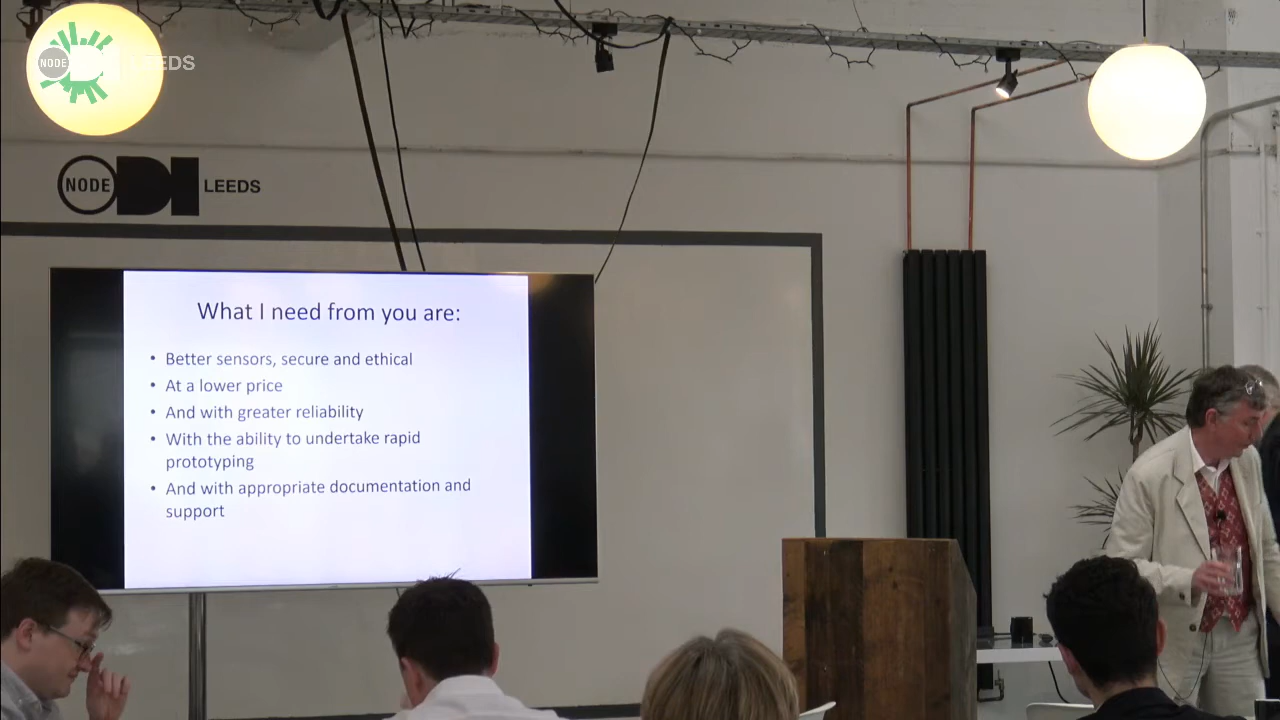 NODE LEEDS
NODE ODI LEEDS
What I need from you are:
• Better sensors, secure and ethical
• At a lower price
• And with greater reliability
• With the ability to undertake rapid
prototyping
• And with appropriate documentation and
support